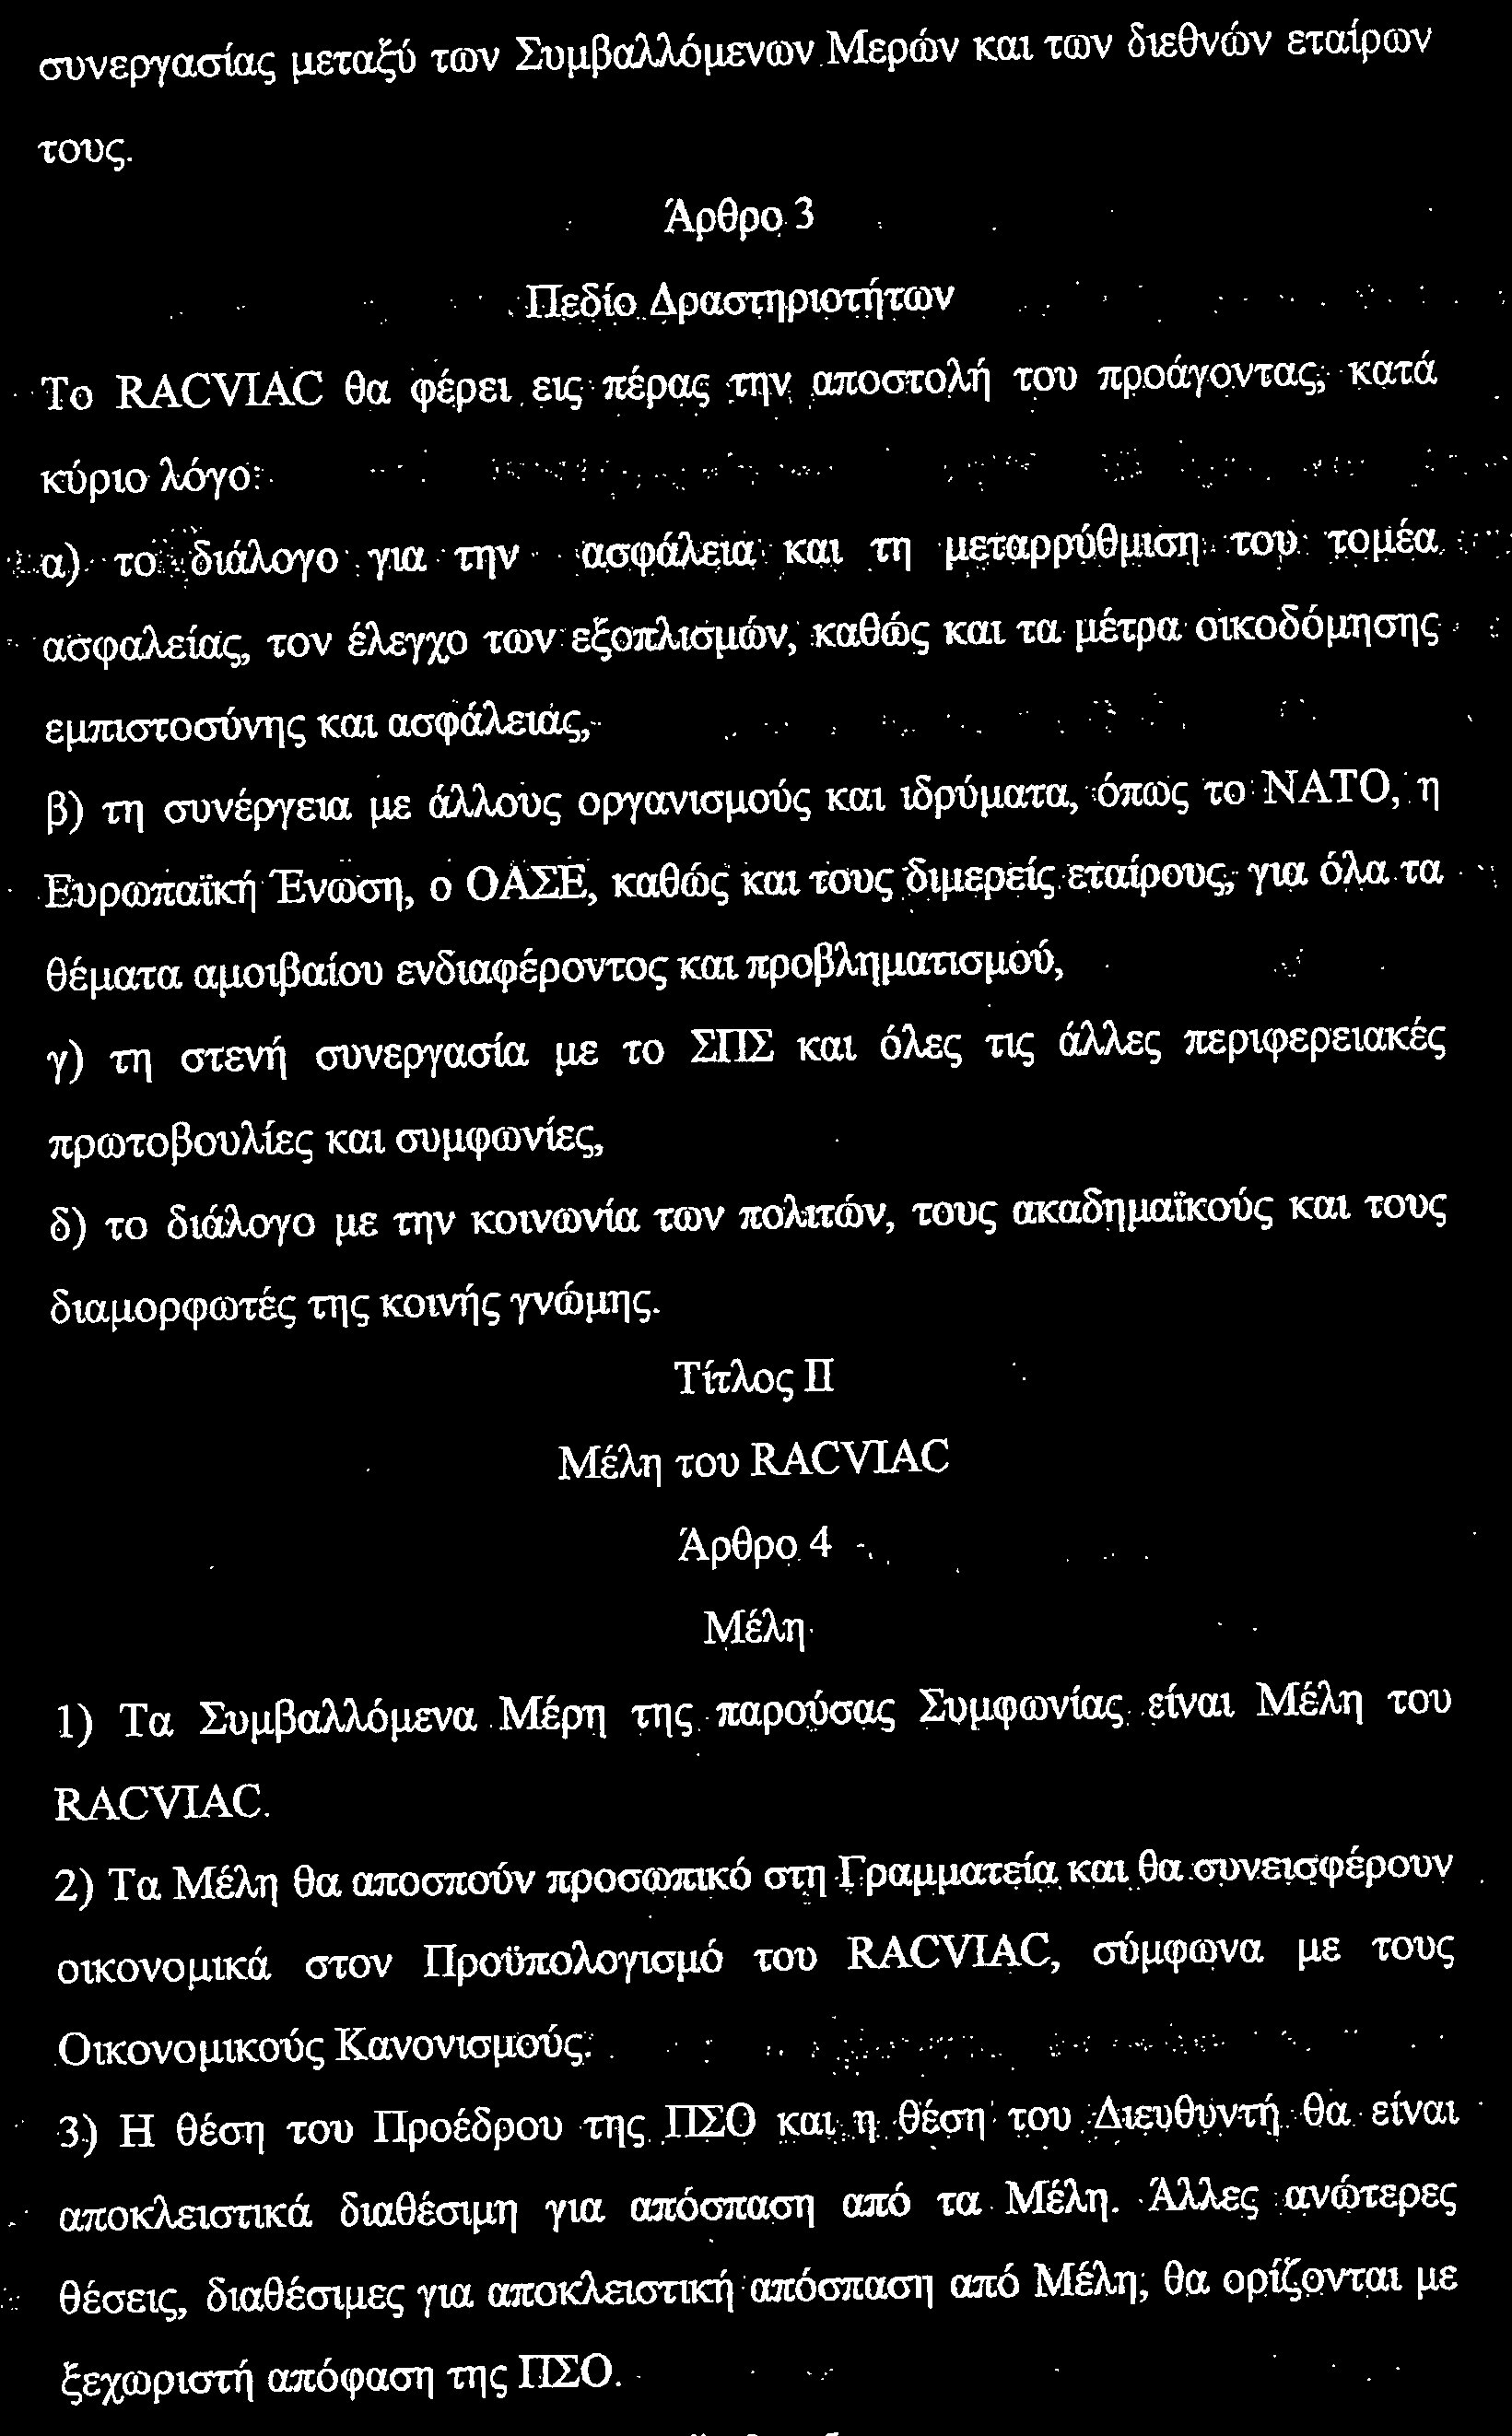 συνεργασίας μεταξύ των Συμβαλλόμενων Μερών και των διεθνών εταίρων
τους.
Άρθρο 3
Πεδίο Δραστηριοτήτων
Το RACVIAC θα φέρει εις πέρας την αποστολή του προάγοντας, κατά
κύριο λόγο:
α) το διάλογο για την ασφάλεια και τη μεταρρύθμιση του τομέα
ασφαλείας, τον έλεγχο των εξοπλισμών, καθώς και τα μέτρα οικοδόμησης
εμπιστοσύνης και ασφάλειας,
β) τη συνέργεια με άλλους οργανισμούς και ιδρύματα, όπως το ΝΑΤΟ, η
Ευρωπαϊκή Ένωση, ο ΟΑΣΕ, καθώς και τους διμερείς εταίρους, για όλα τα
θέματα αμοιβαίου ενδιαφέροντος και προβληματισμού,
γ) τη στενή συνεργασία με το ΣΠΣ και όλες τις άλλες περιφερειακές
πρωτοβουλίες και συμφωνίες,
δ) το διάλογο με την κοινωνία των πολιτών, τους ακαδημαϊκούς και τους
διαμορφωτές της κοινής γνώμης.
Τίτλος ΙΙ
Μέλη του RACVIAC
Άρθρο 4
Μέλη
1) Τα Συμβαλλόμενα Μέρη της παρούσας Συμφωνίας είναι Μέλη του
RACVIAC.
2) Τα Μέλη θα αποσπούν προσωπικό στη Γραμματεία και θα συνεισφέρουν
οικονομικά στον Προϋπολογισμό του RACVIAC, σύμφωνα με τους
Οικονομικούς Κανονισμούς.
3) Η θέση του Προέδρου της ΠΣΟ και η θέση του Διευθυντή θα είναι
αποκλειστικά διαθέσιμη για απόσπαση από τα Μέλη. Άλλες ανώτερες
θέσεις, διαθέσιμες για αποκλειστική απόσπαση από Μέλη, θα ορίζονται με
ξεχωριστή απόφαση της ΠΣΟ.